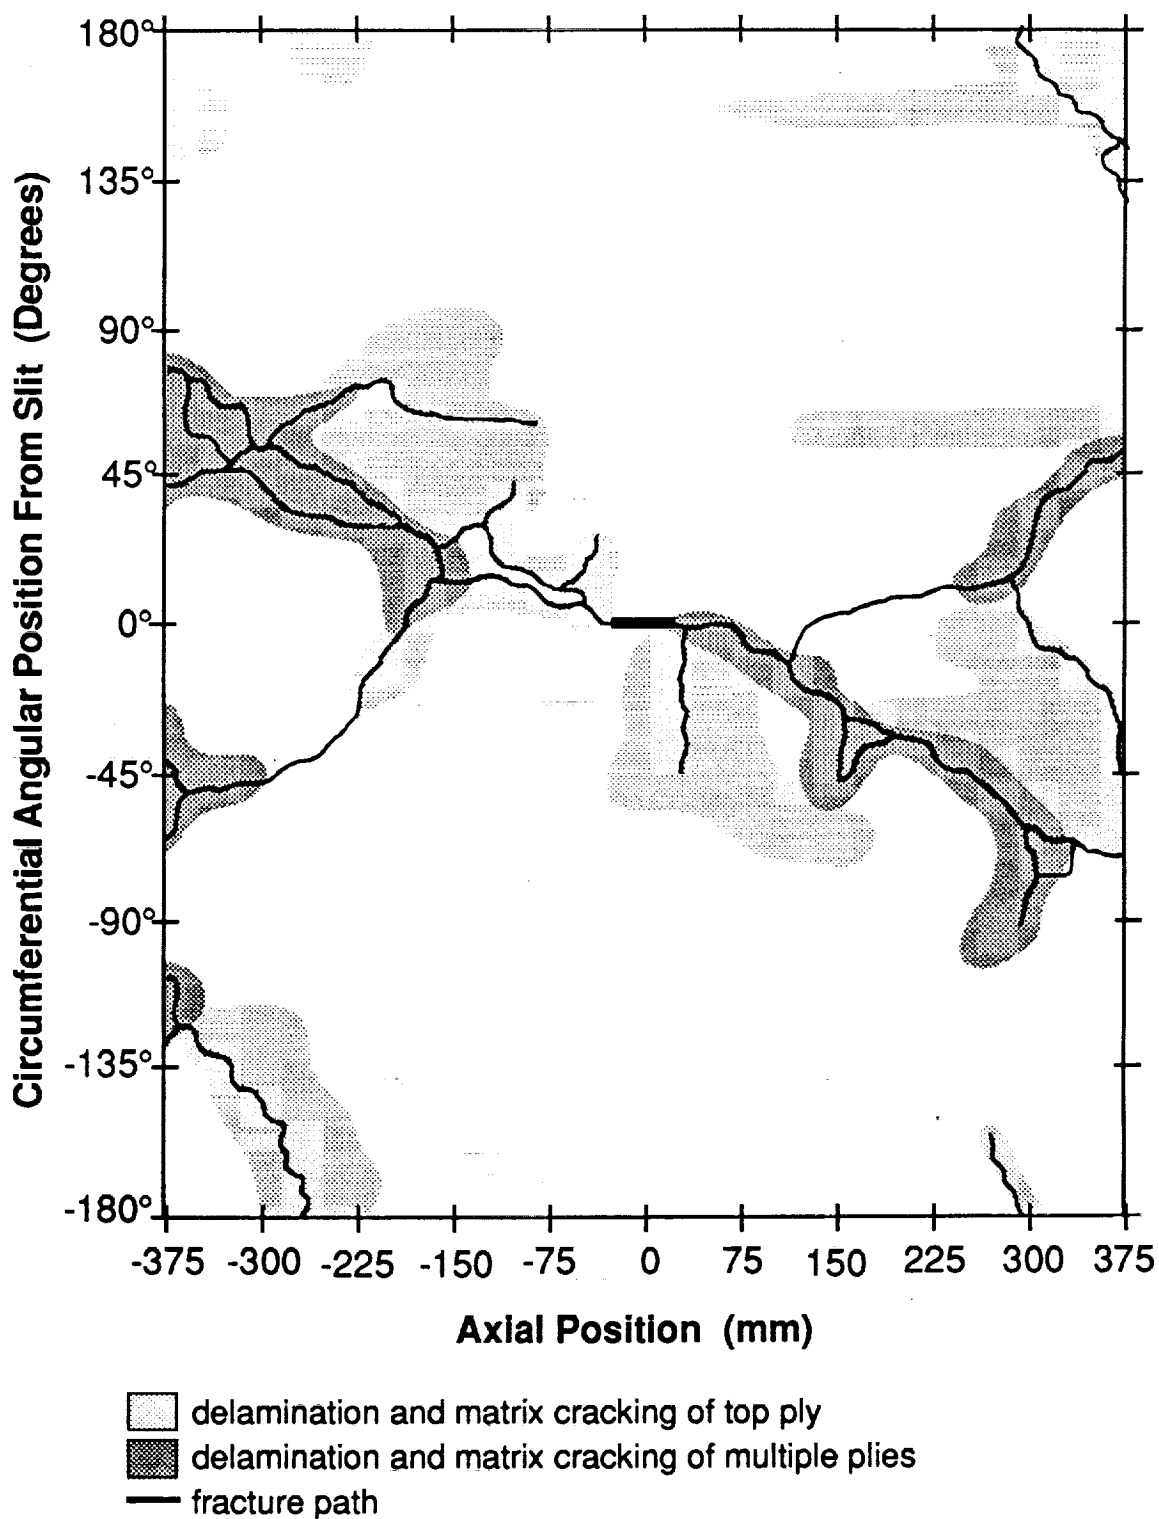 Circumferential Angular Position From Slit (Degrees)
180°
135°
90°
45°
0°
-45°
-90°
-135°
-180°
-375 -300 -225 -150 -75 0 75 150 225 300 375
Axial Position (mm)
delamination and matrix cracking of top ply
delamination and matrix cracking of multiple plies
fracture path